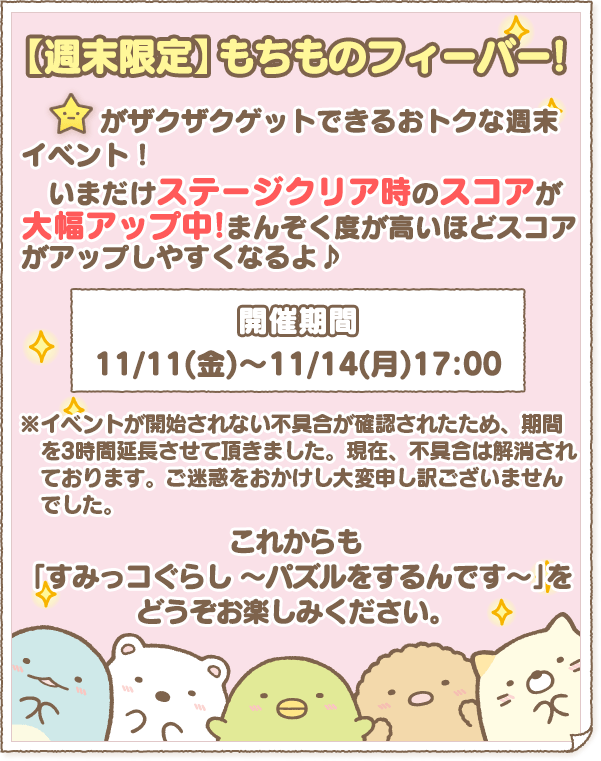 【週末限定】もちものフィーバー!
がザクザクゲットできるおトクな週末
イベント！
いまだけステージクリア時のスコアが
大幅アップ中!まんぞく度が高いほどスコア
がアップしやすくなるよ♪
開催期間
11/11(金)～11/14(月)17:00
※イベントが開始されない不具合が確認されたため、期間
を3時間延長させて頂きました。現在、不具合は解消され
ております。ご迷惑をおかけし大変申し訳ございません
でした。
これからも
「すみっコぐらし ～パズルをするんです～」を
どうぞお楽しみください。